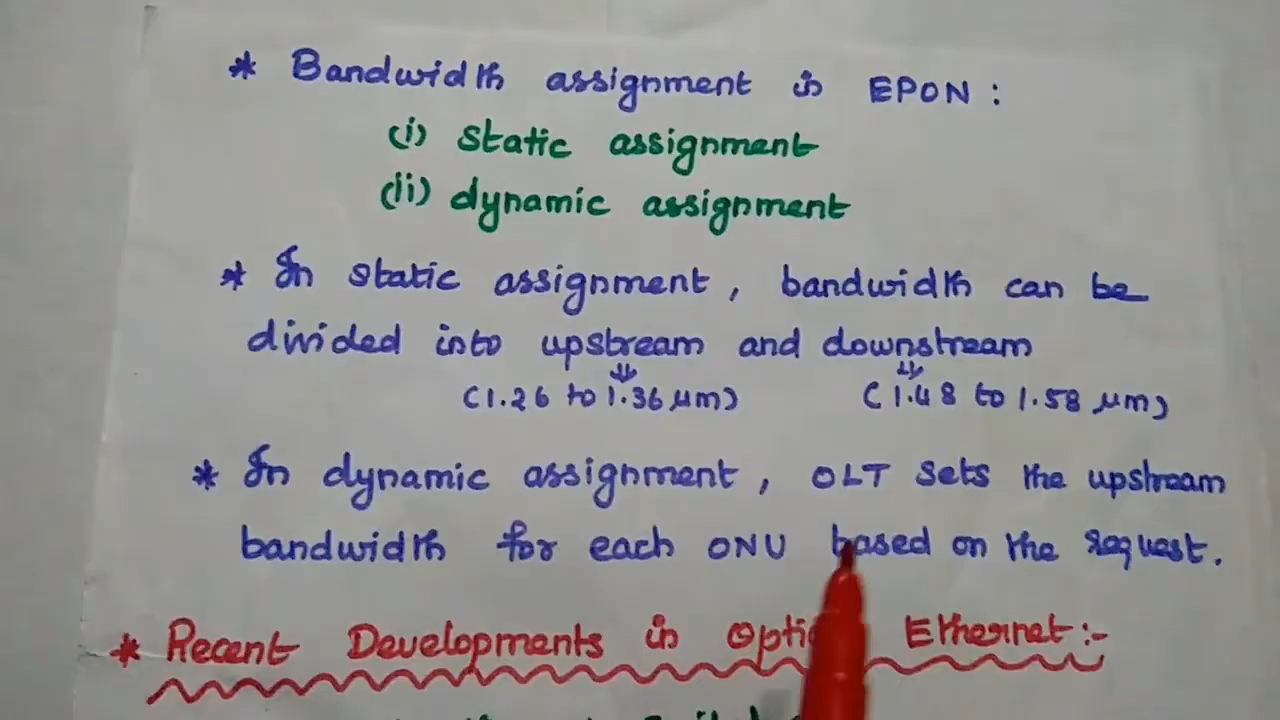 * Bandwidth assignment in EPON :
(i) static assignment
(ii) dynamic assignment
* In static assignment, bandwidth can be
divided into upstream and downstream
(1.26 to 1.36 μm) (1.48 to 1.58 μm)
* In dynamic assignment, OLT sets the upstream
bandwidth for each ONU based on the request.
* Recent Developments in Ethernet:-